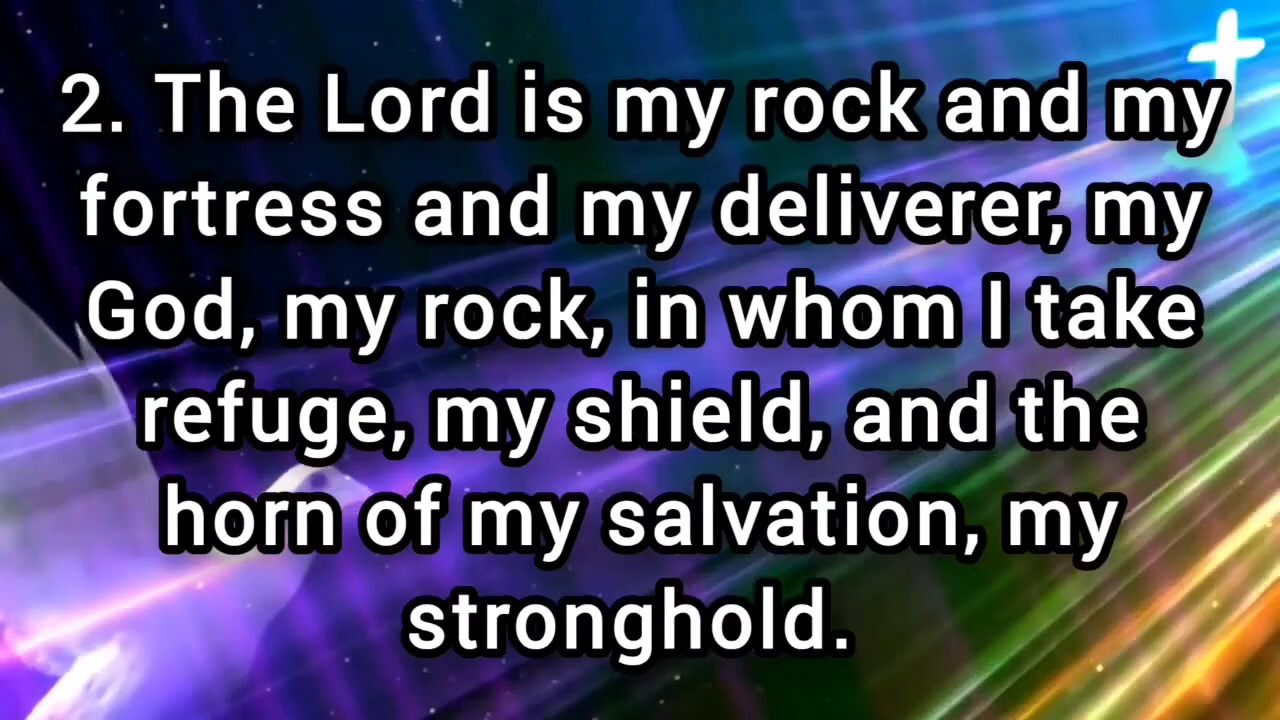 2. The Lord is my rock and my
fortress and my deliverer, my
God, my rock, in whom I take
refuge, my shield, and the
horn of my salvation, my
stronghold.